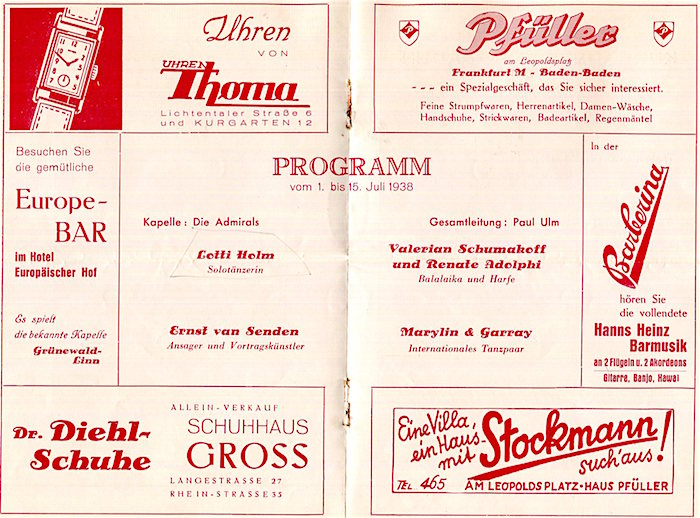 Uhren
VON
UHREN
Thoma
Lichtentaler Straße 6
und KURGARTEN 12
P
Pfüller
P
am Leopoldsplatz
Frankfurt M - Baden-Baden
--- ein Spezialgeschäft, das Sie sicher interessiert.
Feine Strumpfwaren, Herrenartikel, Damen-Wäsche,
Handschuhe, Strickwaren, Badeartikel, Regenmäntel
Besuchen Sie
die gemütliche
Europe-
BAR
im Hotel
Europäischer Hof
Es spielt
die bekannte Kapelle
Grünewald-
Linn
PROGRAMM
vom 1. bis 15. Juli 1938
Kapelle: Die Admirals
Lotti Holm
Solotänzerin
Ernst van Senden
Ansager und Vortragskünstler
Gesamtleitung: Paul Ulm
Valerian Schumakoff
und Renate Adolphi
Balalaika und Harfe
Marylin & Garray
Internationales Tanzpaar
In der
Barberina
hören Sie
die vollendete
Hanns Heinz
Barmusik
an 2 Flügeln u. 2 Akordeons
Gitarre, Banjo, Hawai
Dr. Diehl-
Schuhe
ALLEIN-VERKAUF
SCHUHHAUS
GROSS
LANGESTRASSE 27
RHEIN-STRASSE 35
Eine Villa,
ein Haus-
mit Stockmann
such' aus!
TEL. 465 AM LEOPOLDSPLATZ·HAUS PFÜLLER